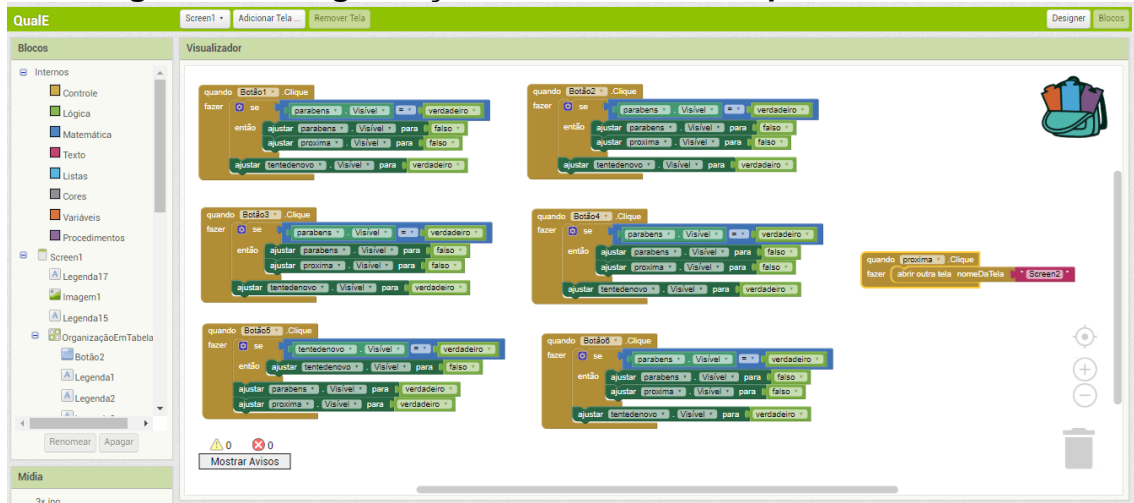 QualE Screen1 Adicionar Tela ... Remover Tela Designer Blocos
Blocos
Internos
Controle
Lógica
Matemática
Texto
Listas
Cores
Variáveis
Procedimentos
Screen1
Legenda17
Imagem1
Legenda15
OrganizaçãoEmTabela
Botão2
Legenda1
Legenda2
Renomear Apagar
Mídia
Visualizador
quando Botão1 .Clique
fazer se parabens . Visível = verdadeiro
então ajustar parabens . Visível para falso
ajustar proxima . Visível para falso
ajustar tentedenovo . Visível para verdadeiro
quando Botão2 .Clique
fazer se parabens . Visível = verdadeiro
então ajustar parabens . Visível para falso
ajustar proxima . Visível para falso
ajustar tentedenovo . Visível para verdadeiro
quando Botão3 .Clique
fazer se parabens . Visível = verdadeiro
então ajustar parabens . Visível para falso
ajustar proxima . Visível para falso
ajustar tentedenovo . Visível para verdadeiro
quando Botão4 .Clique
fazer se parabens . Visível = verdadeiro
então ajustar parabens . Visível para falso
ajustar proxima . Visível para falso
ajustar tentedenovo . Visível para verdadeiro
quando proxima .Clique
fazer abrir outra tela nomeDaTela " Screen2 "
quando Botão5 .Clique
fazer se tentedenovo . Visível = verdadeiro
então ajustar tentedenovo . Visível para falso
ajustar parabens . Visível para verdadeiro
ajustar proxima . Visível para verdadeiro
quando Botão6 .Clique
fazer se parabens . Visível = verdadeiro
então ajustar parabens . Visível para falso
ajustar proxima . Visível para falso
ajustar tentedenovo . Visível para verdadeiro
0 0
Mostrar Avisos